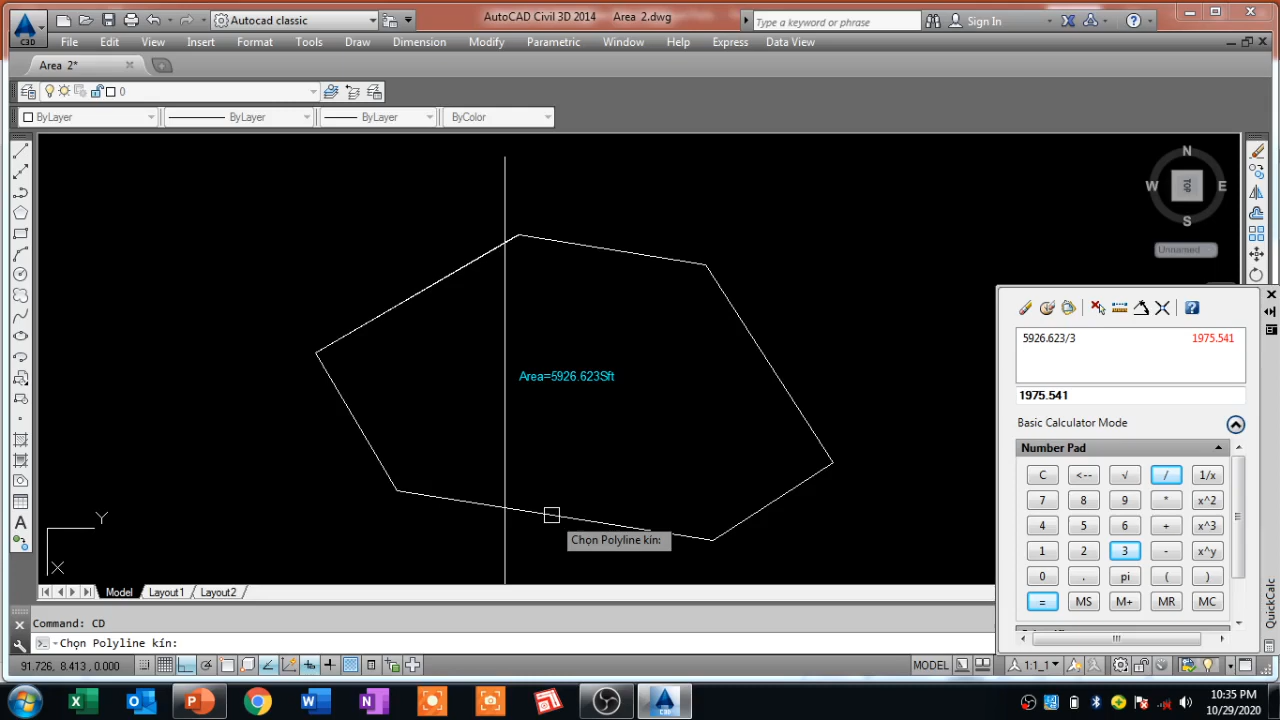 Autocad classic
AutoCAD Civil 3D 2014 Area 2.dwg
Type a keyword or phrase
Sign In
C3D
File Edit View Insert Format Tools Draw Dimension Modify Parametric Window Help Express Data View
Area 2*
0
ByLayer ByLayer ByLayer ByColor
N
W TOP E
S
Unnamed
5926.623/3 1975.541
Area=5926.623Sft
1975.541
Basic Calculator Mode
Number Pad
C <-- √ / 1/x
7 8 9 * x^2
4 5 6 + x^3
1 2 3 - x^y
0 . pi ( )
= MS M+ MR MC
QuickCalc
Y
X
Chọn Polyline kín:
Model Layout1 Layout2
Command: CD
Chọn Polyline kín:
91.726, 8.413, 0.000
MODEL
1:1
10:35 PM
10/29/2020